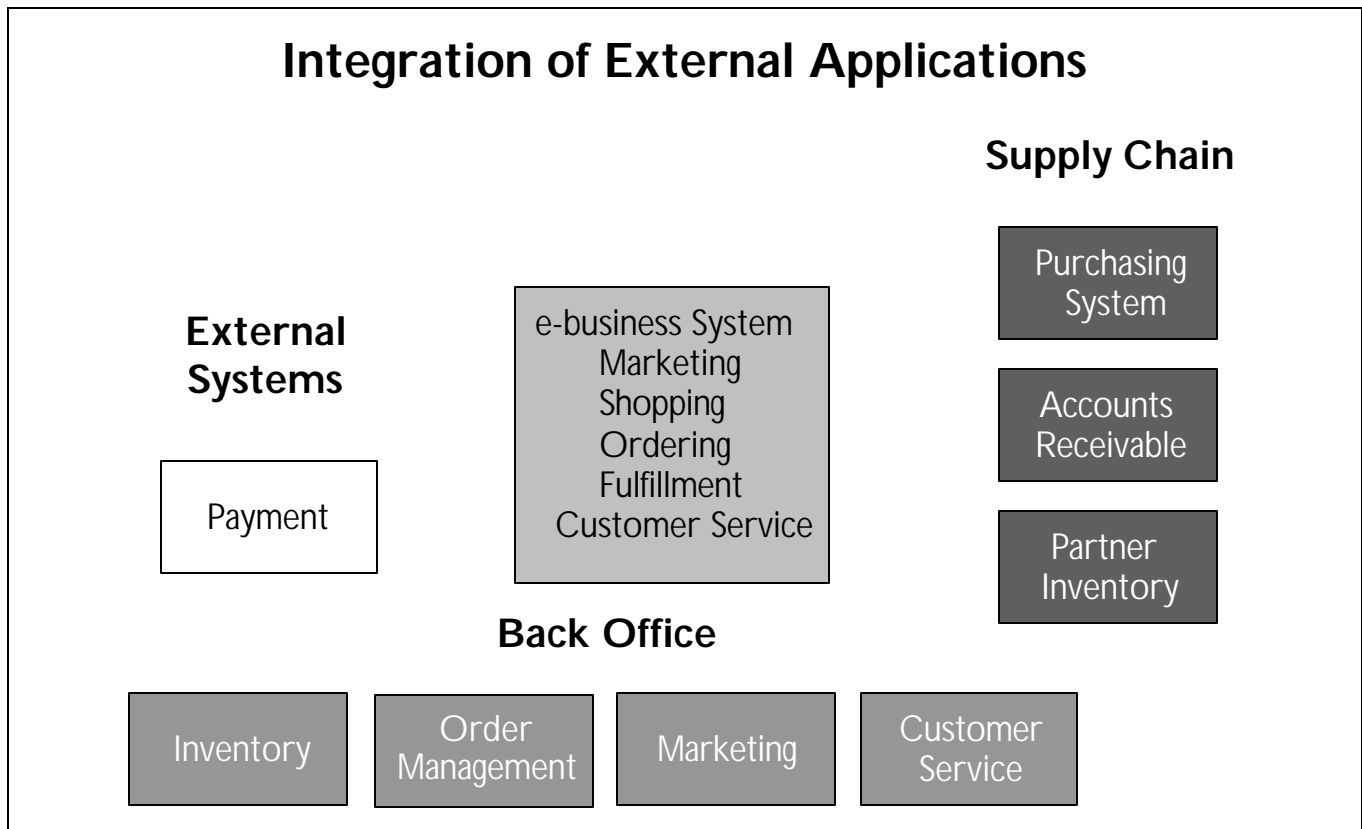 Integration of External Applications
Supply Chain
Purchasing
System
External
Systems
e-business System
Marketing
Shopping
Ordering
Fulfillment
Customer Service
Accounts
Receivable
Payment
Partner
Inventory
Back Office
Inventory
Order
Management
Marketing
Customer
Service